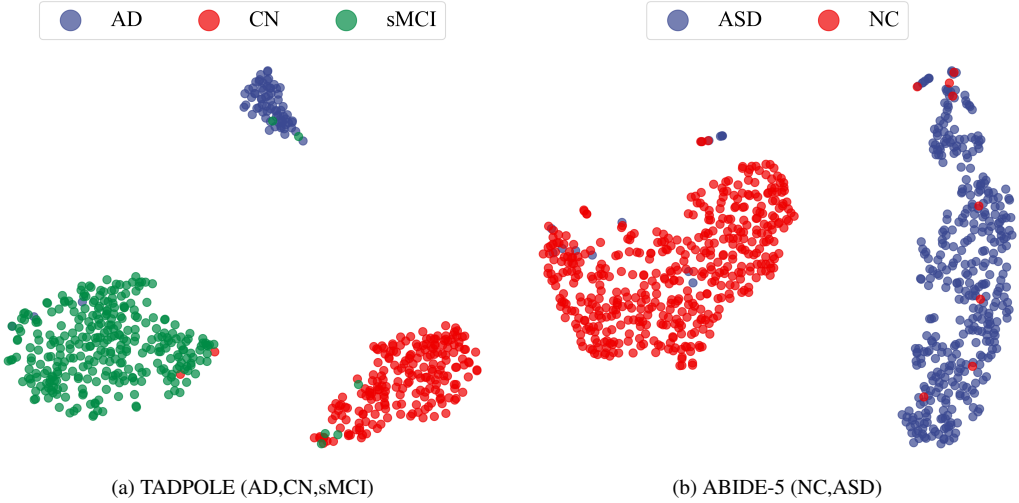 AD CN sMCI
ASD NC
(a) TADPOLE (AD,CN,sMCI)
(b) ABIDE-5 (NC,ASD)